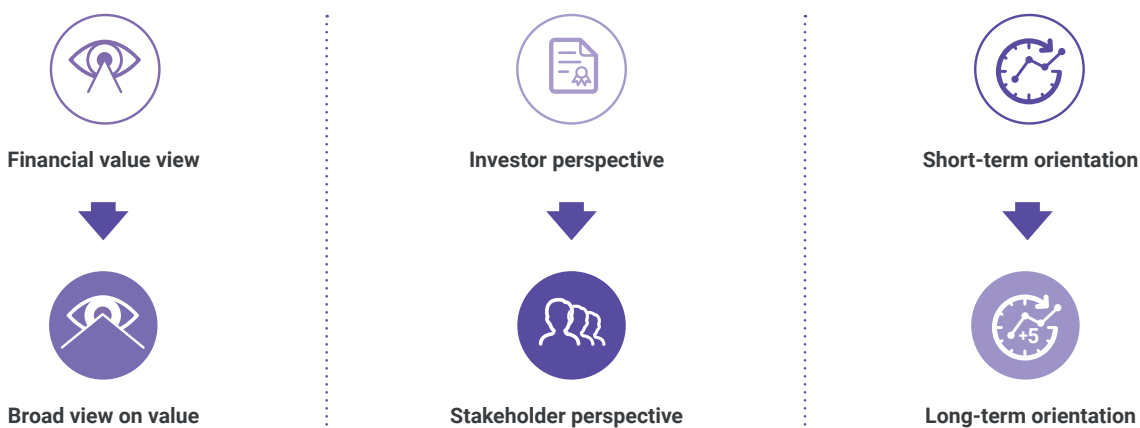 Financial value view
Investor perspective
Short-term orientation
+5
Broad view on value
Stakeholder perspective
Long-term orientation